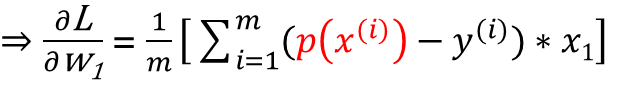 ⇒ ∂L/∂W₁ = 1/m [ ∑ᵢ₌₁ᵐ (p(x⁽ⁱ⁾) − y⁽ⁱ⁾) ∗ x₁ ]